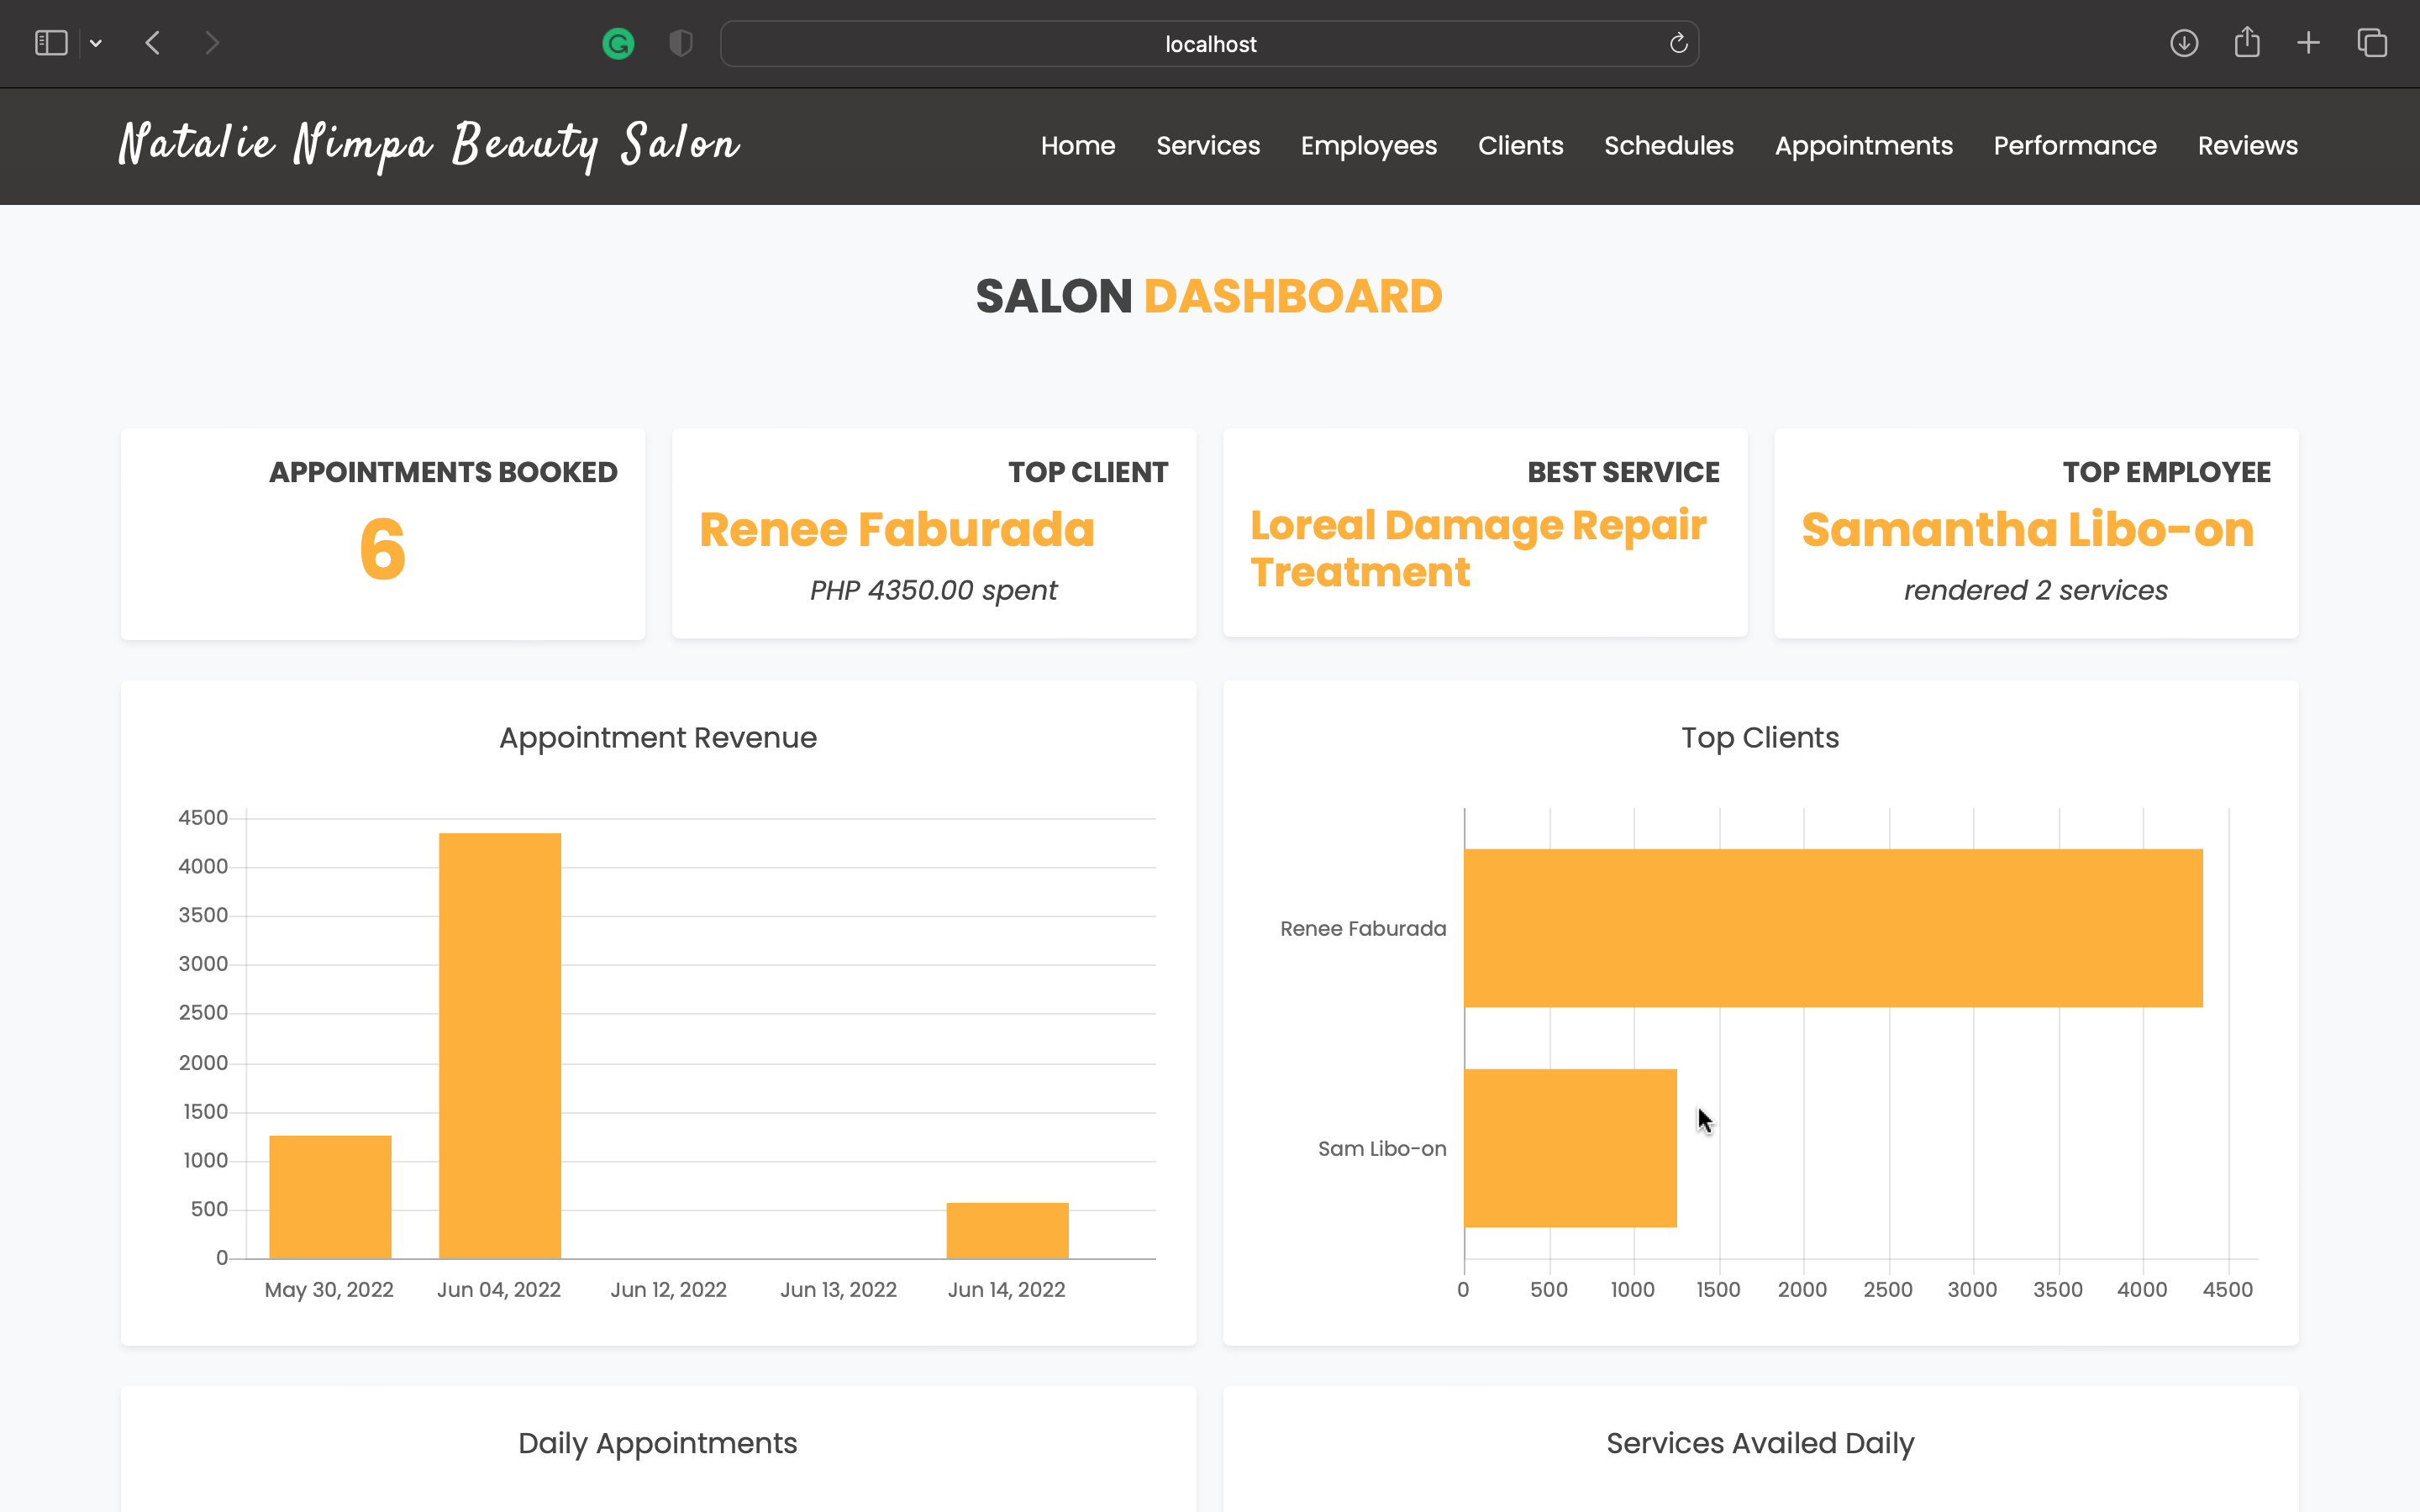 localhost
Natalie Nimpa Beauty Salon
Home Services Employees Clients Schedules Appointments Performance Reviews
SALON DASHBOARD
APPOINTMENTS BOOKED
6
TOP CLIENT
Renee Faburada
PHP 4350.00 spent
BEST SERVICE
Loreal Damage Repair
Treatment
TOP EMPLOYEE
Samantha Libo-on
rendered 2 services
Appointment Revenue
4500
4000
3500
3000
2500
2000
1500
1000
500
0
May 30, 2022 Jun 04, 2022 Jun 12, 2022 Jun 13, 2022 Jun 14, 2022
Top Clients
Renee Faburada
Sam Libo-on
0 500 1000 1500 2000 2500 3000 3500 4000 4500
Daily Appointments
Services Availed Daily